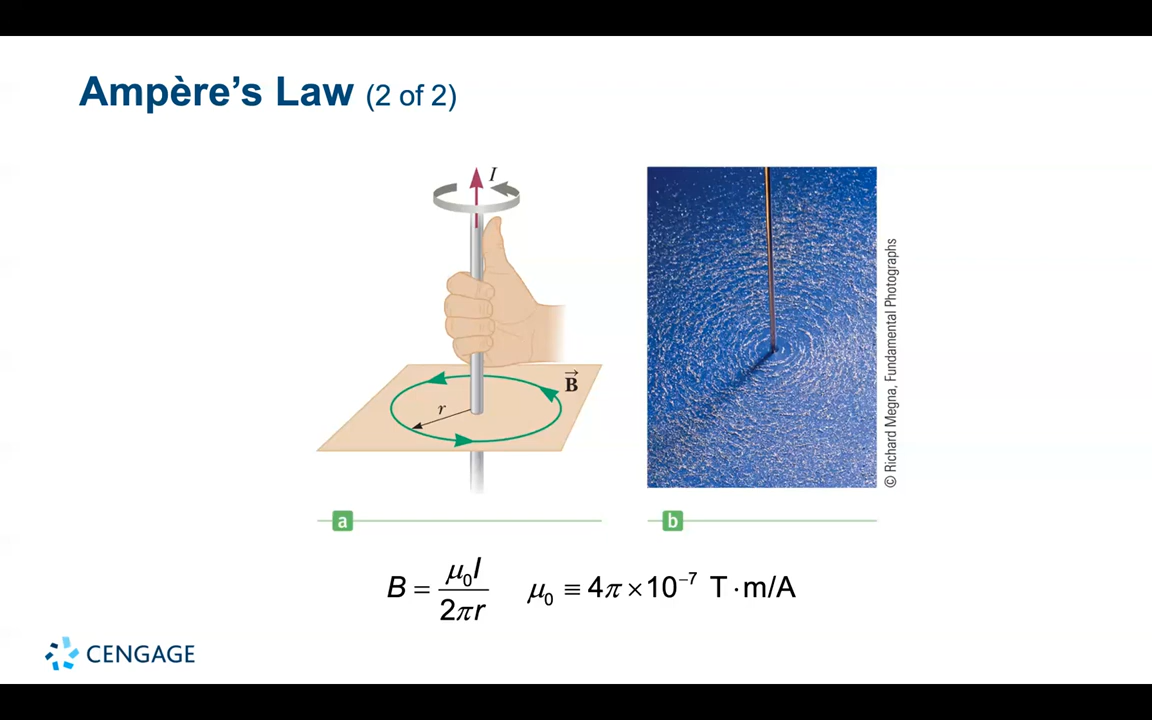 Ampère’s Law (2 of 2)
I
B
r
© Richard Megna, Fundamental Photographs
a
b
B = μ₀I / 2πr
μ₀ ≡ 4π × 10⁻⁷ T · m/A
CENGAGE